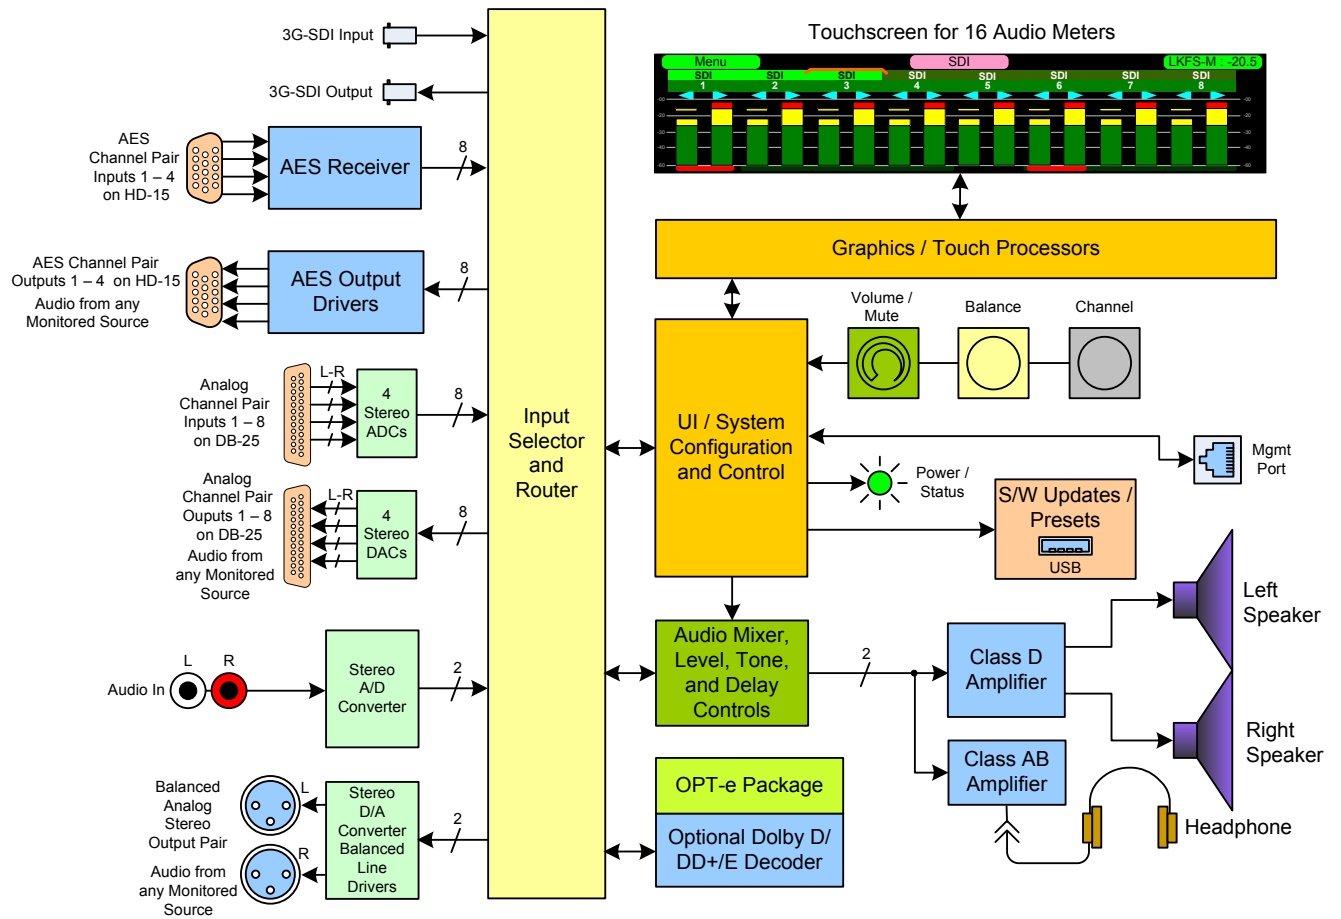 3G-SDI Input
3G-SDI Output
AES
Channel Pair
Inputs 1 – 4
on HD-15
AES Receiver
8
AES Channel Pair
Outputs 1 – 4 on HD-15
Audio from any
Monitored Source
AES Output
Drivers
8
Analog
Channel Pair
Inputs 1 – 8
on DB-25
L-R
4
Stereo
ADCs
8
Analog
Channel Pair
Ouputs 1 – 8
on DB-25
Audio from
any Monitored
Source
L-R
4
Stereo
DACs
8
Audio In
L
R
Stereo
A/D
Converter
2
Balanced
Analog
Stereo
Output Pair
Audio from
any Monitored
Source
L
R
Stereo
D/A
Converter
Balanced
Line
Drivers
2
Input
Selector
and
Router
Touchscreen for 16 Audio Meters
Menu
SDI
LKFS-M : -20.5
SDI SDI SDI SDI SDI SDI SDI SDI
1 2 3 4 5 6 7 8
Graphics / Touch Processors
Volume /
Mute
Balance
Channel
UI / System
Configuration
and Control
Mgmt
Port
Power /
Status
S/W Updates /
Presets
USB
Audio Mixer,
Level, Tone,
and Delay
Controls
2
Class D
Amplifier
Left
Speaker
Right
Speaker
Class AB
Amplifier
Headphone
OPT-e Package
Optional Dolby D/
DD+/E Decoder